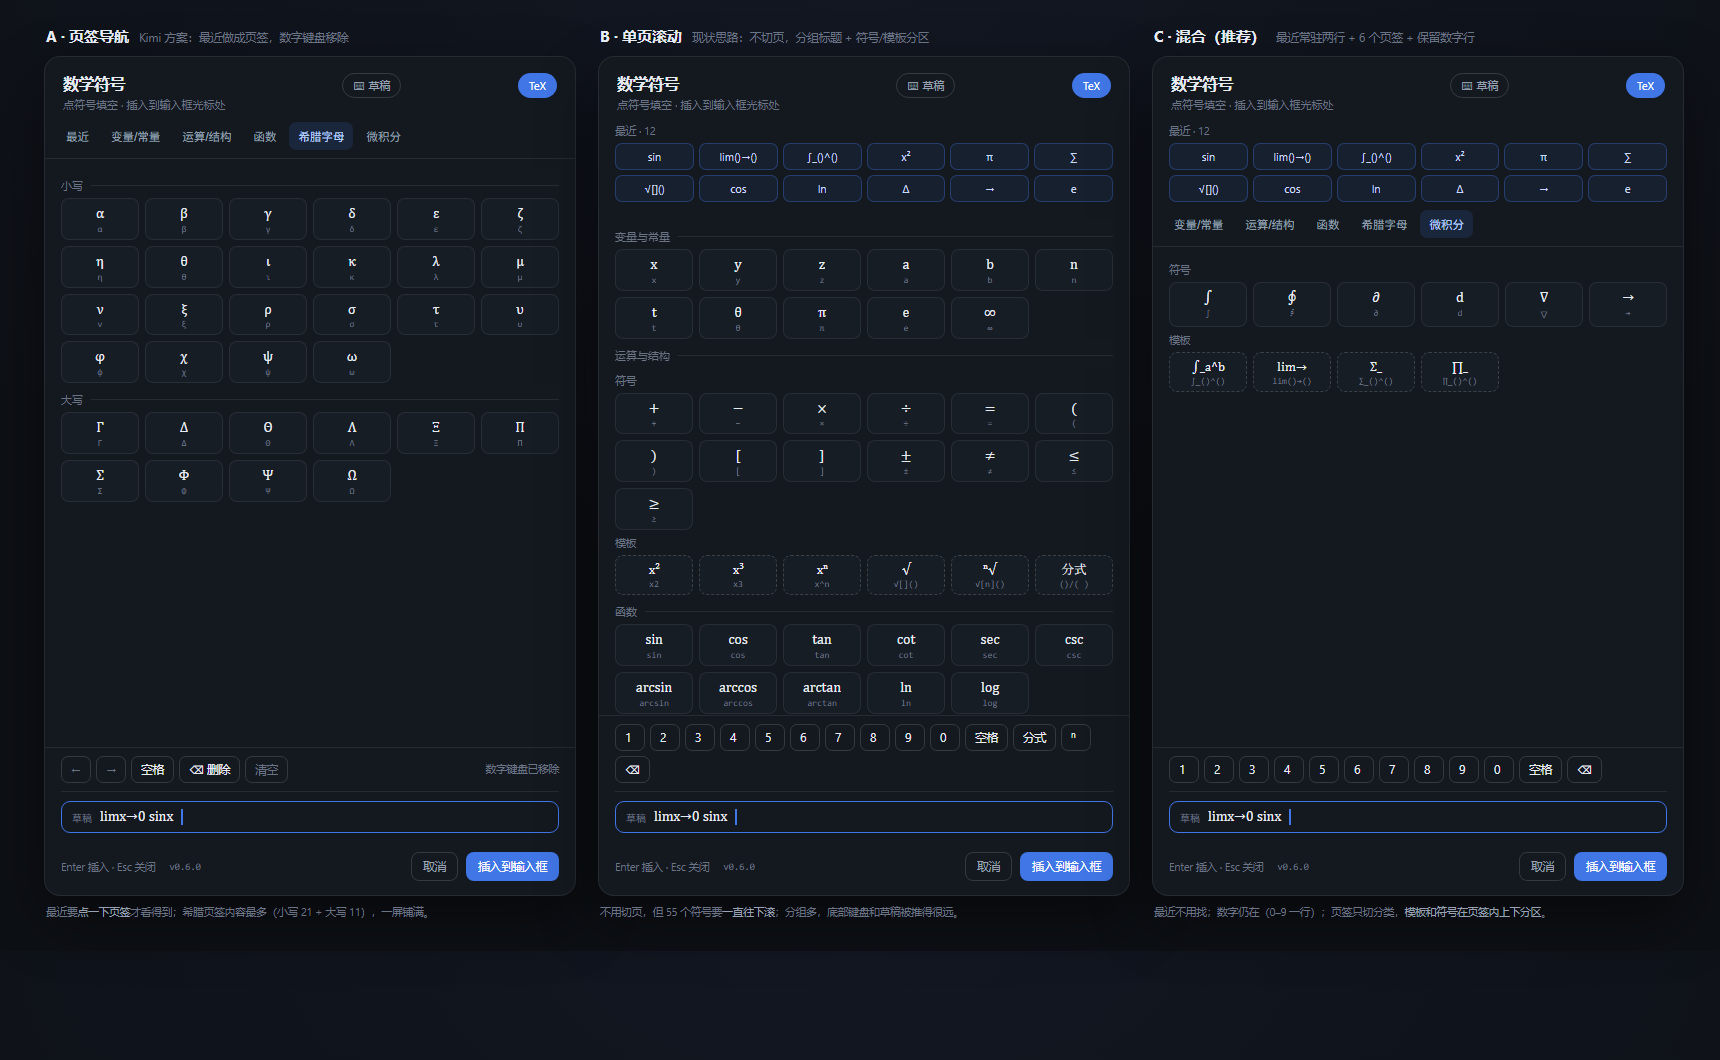 A · 页签导航 Kimi 方案：最近做成页签，数字键盘移除
数学符号
草稿
TeX
点符号填空 · 插入到输入框光标处
最近 变量/常量 运算/结构 函数 希腊字母 微积分
小写
α β γ δ ε ζ
α β γ δ ε ζ
η θ ι κ λ μ
η θ ι κ λ μ
ν ξ ρ σ τ υ
ν ξ ρ σ τ υ
φ χ ψ ω
φ χ ψ ω
大写
Γ Δ Θ Λ Ξ Π
Γ Δ Θ Λ Ξ Π
Σ Φ Ψ Ω
Σ Φ Ψ Ω
← → 空格 ⌫ 删除 清空 数字键盘已移除
草稿 limx→0 sinx
Enter 插入 · Esc 关闭 v0.6.0 取消 插入到输入框
最近要点一下页签才看得到；希腊页签内容最多（小写 21 + 大写 11），一屏铺满。
B · 单页滚动 现状思路：不切页，分组标题 + 符号/模板分区
数学符号
草稿
TeX
点符号填空 · 插入到输入框光标处
最近 · 12
sin lim()→() ∫_()^() x² π ∑
√[]() cos ln Δ → e
变量与常量
x y z a b n
x y z a b n
t θ π e ∞
t θ π e ∞
运算与结构
符号
+ − × ÷ = (
+ − × ÷ = (
) [ ] ± ≠ ≤
) [ ] ± ≠ ≤
≥
≥
模板
x² x³ xⁿ √ ⁿ√ 分式
x2 x3 x^n √[]() √[n]() ()/( )
函数
sin cos tan cot sec csc
sin cos tan cot sec csc
arcsin arccos arctan ln log
arcsin arccos arctan ln log
1 2 3 4 5 6 7 8 9 0 空格 分式 ⁿ
⌫
草稿 limx→0 sinx
Enter 插入 · Esc 关闭 v0.6.0 取消 插入到输入框
不用切页，但 55 个符号要一直往下滚；分组多，底部键盘和草稿被推得很远。
C · 混合（推荐） 最近常驻两行 + 6 个页签 + 保留数字行
数学符号
草稿
TeX
点符号填空 · 插入到输入框光标处
最近 · 12
sin lim()→() ∫_()^() x² π ∑
√[]() cos ln Δ → e
变量/常量 运算/结构 函数 希腊字母 微积分
符号
∫ ∮ ∂ d ∇ →
∫ ∮ ∂ d ∇ →
模板
∫_a^b lim→ Σ_ ∏_
∫_()^() lim()→() Σ_()^() ∏_()^()
1 2 3 4 5 6 7 8 9 0 空格 ⌫
草稿 limx→0 sinx
Enter 插入 · Esc 关闭 v0.6.0 取消 插入到输入框
最近不用找；数字仍在（0–9 一行）；页签只切分类，模板和符号在页签内上下分区。